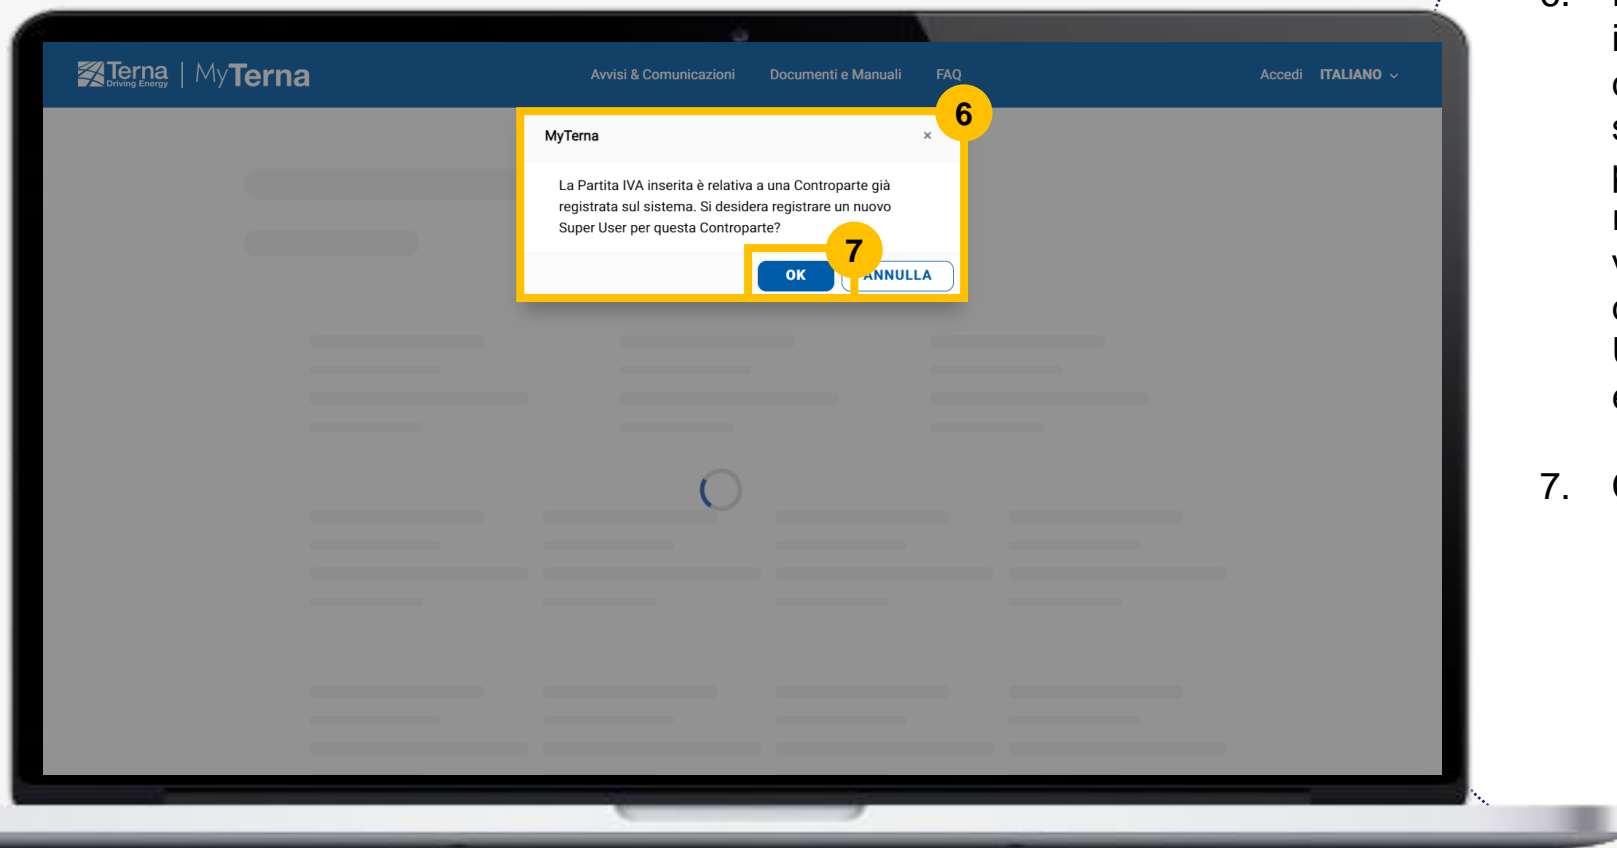 Terna
Driving Energy
MyTerna
Avvisi & Comunicazioni
Documenti e Manuali
FAQ
Accedi
ITALIANO
6
MyTerna
×
La Partita IVA inserita è relativa a una Controparte già
registrata sul sistema. Si desidera registrare un nuovo
Super User per questa Controparte?
7
OK
ANNULLA
7.